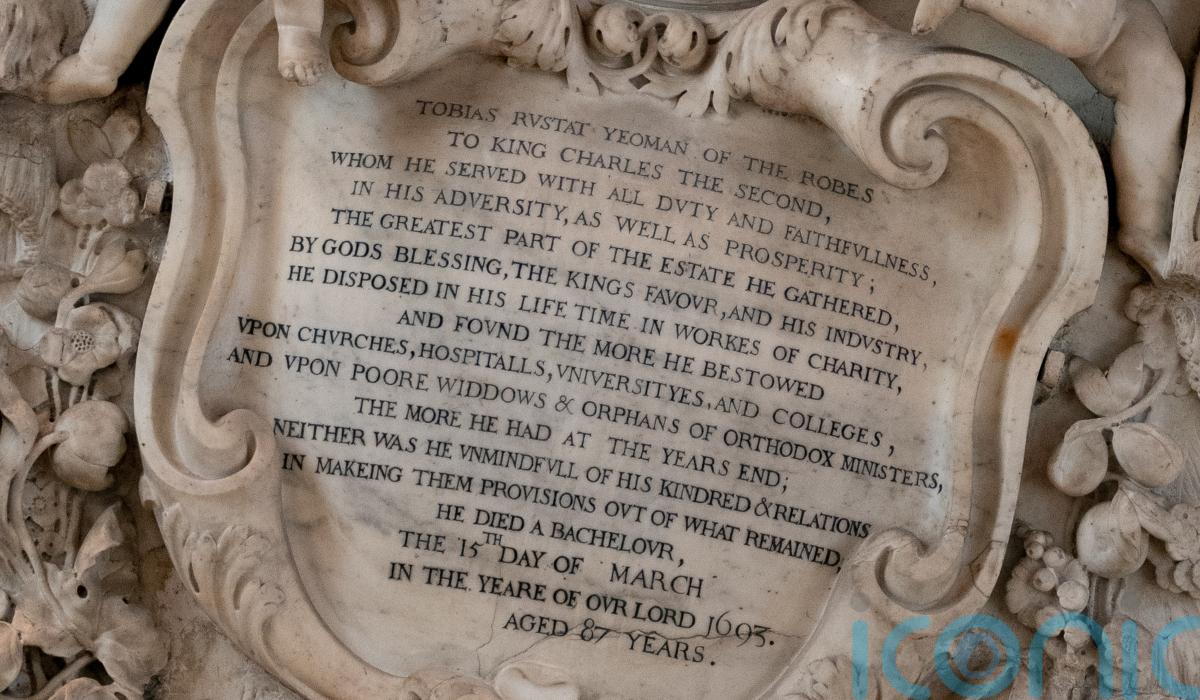 TOBIAS RVSTAT YEOMAN OF THE ROBES
TO KING CHARLES THE SECOND,
WHOM HE SERVED WITH ALL DVTY AND FAITHFVLLNESS,
IN HIS ADVERSITY, AS WELL AS PROSPERITY;
THE GREATEST PART OF THE ESTATE HE GATHERED,
BY GODS BLESSING, THE KINGS FAVOVR, AND HIS INDVSTRY,
HE DISPOSED IN HIS LIFE TIME IN WORKES OF CHARITY,
AND FOVND THE MORE HE BESTOWED
VPON CHVRCHES, HOSPITALLS, VNIVERSITYES, AND COLLEGES,
AND VPON POORE WIDDOWS & ORPHANS OF ORTHODOX MINISTERS,
THE MORE HE HAD AT THE YEARS END;
NEITHER WAS HE VNMINDFVLL OF HIS KINDRED & RELATIONS
IN MAKEING THEM PROVISIONS OVT OF WHAT REMAINED,
HE DIED A BACHELOVR,
THE 15TH DAY OF MARCH
IN THE YEARE OF OVR LORD 1693.
AGED 87 YEARS.
iconic